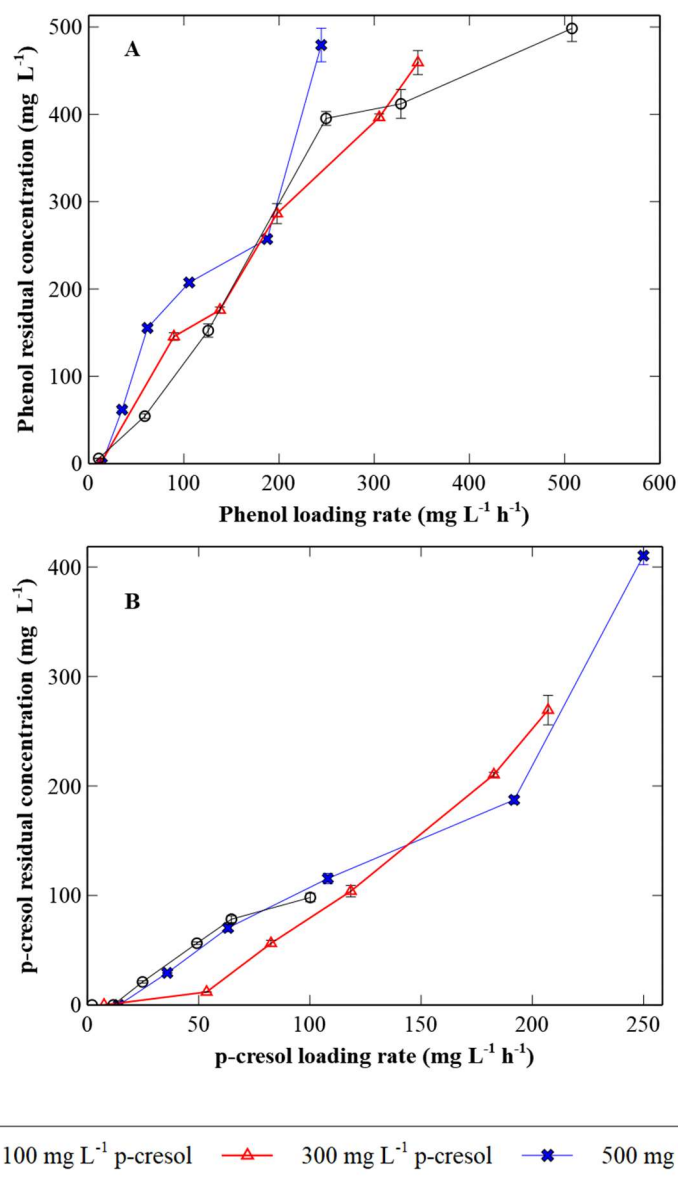 A
500
400
300
200
100
0
Phenol residual concentration (mg L⁻¹)
0 100 200 300 400 500 600
Phenol loading rate (mg L⁻¹ h⁻¹)
B
400
300
200
100
0
p-cresol residual concentration (mg L⁻¹)
0 50 100 150 200 250
p-cresol loading rate (mg L⁻¹ h⁻¹)
100 mg L⁻¹ p-cresol 300 mg L⁻¹ p-cresol 500 mg